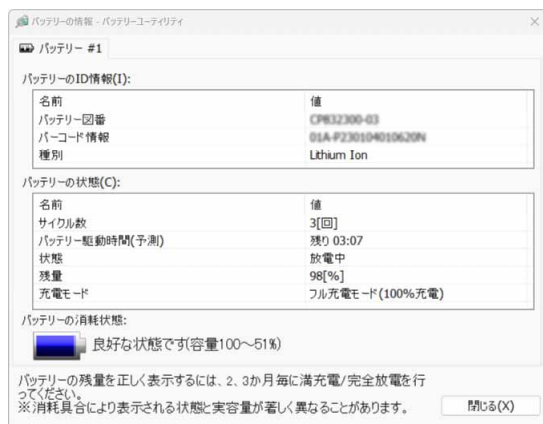 バッテリーの情報 - バッテリーユーティリティ
バッテリー #1
バッテリーのID情報(I):
名前 値
バッテリー図番 CP832300-03
バーコード情報 01A-P230104010620N
種別 Lithium Ion
バッテリーの状態(C):
名前 値
サイクル数 3[回]
バッテリー駆動時間(予測) 残り 03:07
状態 放電中
残量 98[%]
充電モード フル充電モード(100%充電)
バッテリーの消耗状態:
良好な状態です(容量100～51%)
バッテリーの残量を正しく表示するには、2、3か月毎に満充電/完全放電を行
ってください。
※消耗具合により表示される状態と実容量が著しく異なることがあります。
閉じる(X)